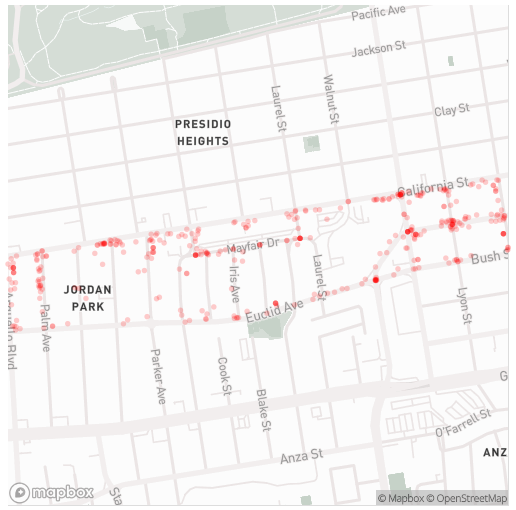 Pacific Ave
Jackson St
Walnut St
Laurel St
Clay St
PRESIDIO
HEIGHTS
California St
Mayfair Dr
Laurel St
Bush S
Iris Ave
JORDAN
PARK
Euclid Ave
Lyon St
Arguello Blvd
Palm Ave
Parker Ave
Cook St
Blake St
G
O'Farrell St
Anza St
ANZ
Sta
mapbox
© Mapbox © OpenStreetMap